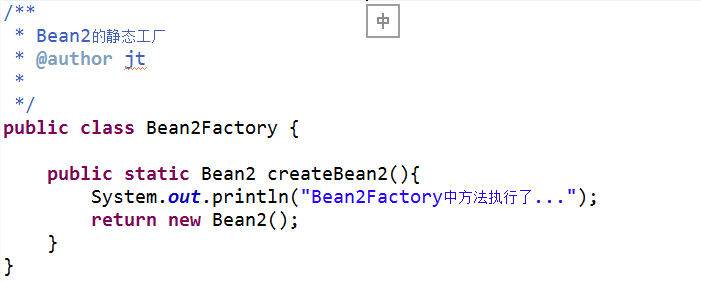 /**
 * Bean2的静态工厂
中
 * @author jt
 *
 */
public class Bean2Factory {
    public static Bean2 createBean2(){
        System.out.println("Bean2Factory中方法执行了...");
        return new Bean2();
    }
}